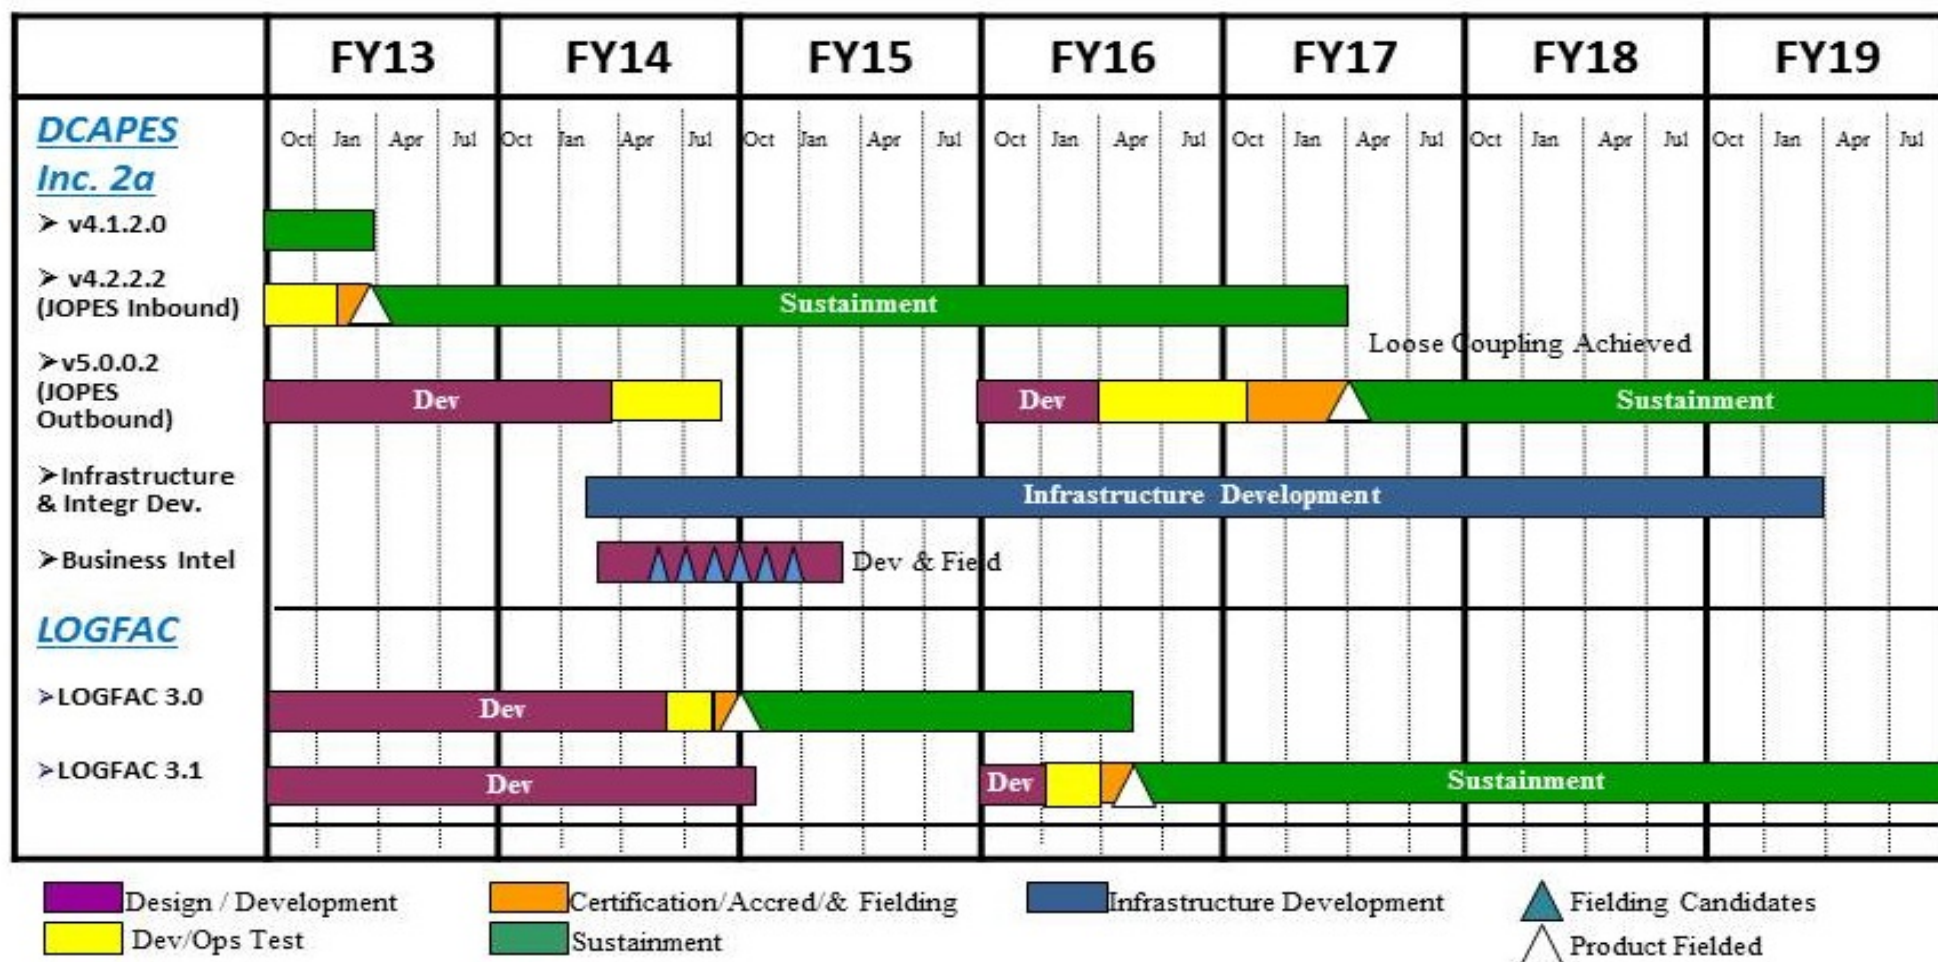 FY13 FY14 FY15 FY16 FY17 FY18 FY19
DCAPES
Inc. 2a
Oct Jan Apr Jul Oct Jan Apr Jul Oct Jan Apr Jul Oct Jan Apr Jul Oct Jan Apr Jul Oct Jan Apr Jul Oct Jan Apr Jul
➤ v4.1.2.0
➤ v4.2.2.2
(JOPES Inbound)
Sustainment
Loose Coupling Achieved
➤v5.0.0.2
(JOPES
Outbound)
Dev Dev Sustainment
➤Infrastructure
& Integr Dev.
Infrastructure Development
➤Business Intel
Dev & Field
LOGFAC
➤LOGFAC 3.0
Dev
➤LOGFAC 3.1
Dev Dev Sustainment
Design / Development
Certification/Accred/& Fielding
Infrastructure Development
Fielding Candidates
Dev/Ops Test
Sustainment
Product Fielded